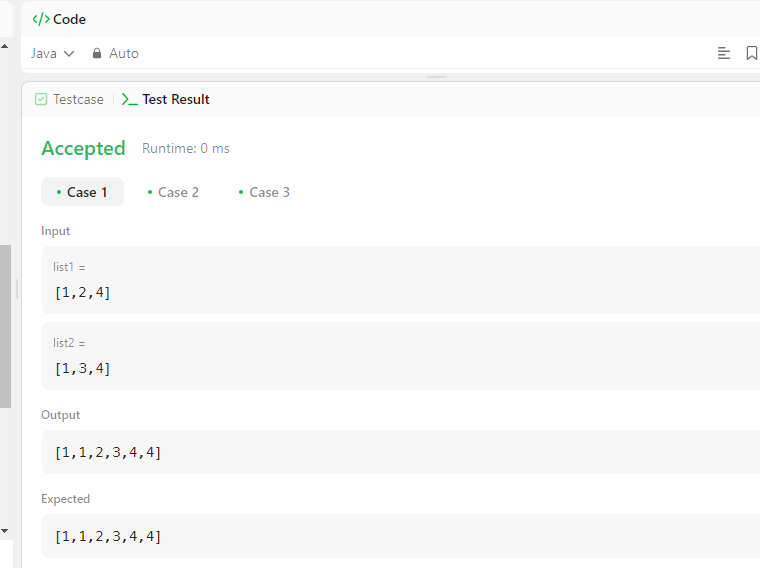 </> Code
Java Auto
Testcase >_ Test Result
Accepted Runtime: 0 ms
• Case 1 • Case 2 • Case 3
Input
list1 =
[1,2,4]
list2 =
[1,3,4]
Output
[1,1,2,3,4,4]
Expected
[1,1,2,3,4,4]